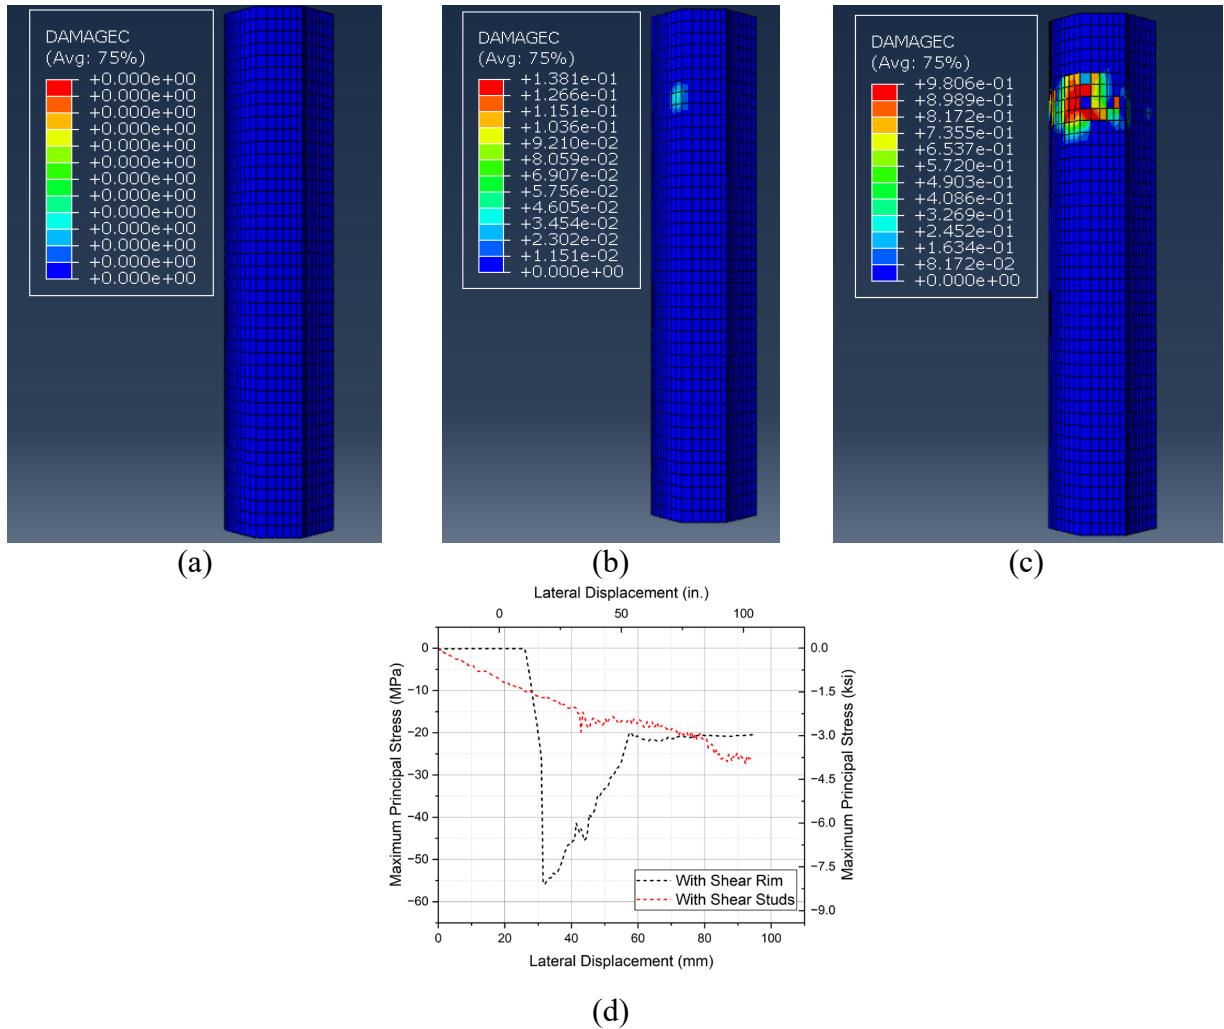 DAMAGEC
(Avg: 75%)
+0.000e+00
+0.000e+00
+0.000e+00
+0.000e+00
+0.000e+00
+0.000e+00
+0.000e+00
+0.000e+00
+0.000e+00
+0.000e+00
+0.000e+00
+0.000e+00
+0.000e+00
(a)
DAMAGEC
(Avg: 75%)
+1.381e-01
+1.266e-01
+1.151e-01
+1.036e-01
+9.210e-02
+8.059e-02
+6.907e-02
+5.756e-02
+4.605e-02
+3.454e-02
+2.302e-02
+1.151e-02
+0.000e+00
(b)
DAMAGEC
(Avg: 75%)
+9.806e-01
+8.989e-01
+8.172e-01
+7.355e-01
+6.537e-01
+5.720e-01
+4.903e-01
+4.086e-01
+3.269e-01
+2.452e-01
+1.634e-01
+8.172e-02
+0.000e+00
(c)
Lateral Displacement (in.)
0 50 100
Maximum Principal Stress (MPa)
0
−10
−20
−30
−40
−50
−60
0.0
−1.5
−3.0
−4.5
−6.0
−7.5
−9.0
Maximum Principal Stress (ksi)
With Shear Rim
With Shear Studs
0 20 40 60 80 100
Lateral Displacement (mm)
(d)